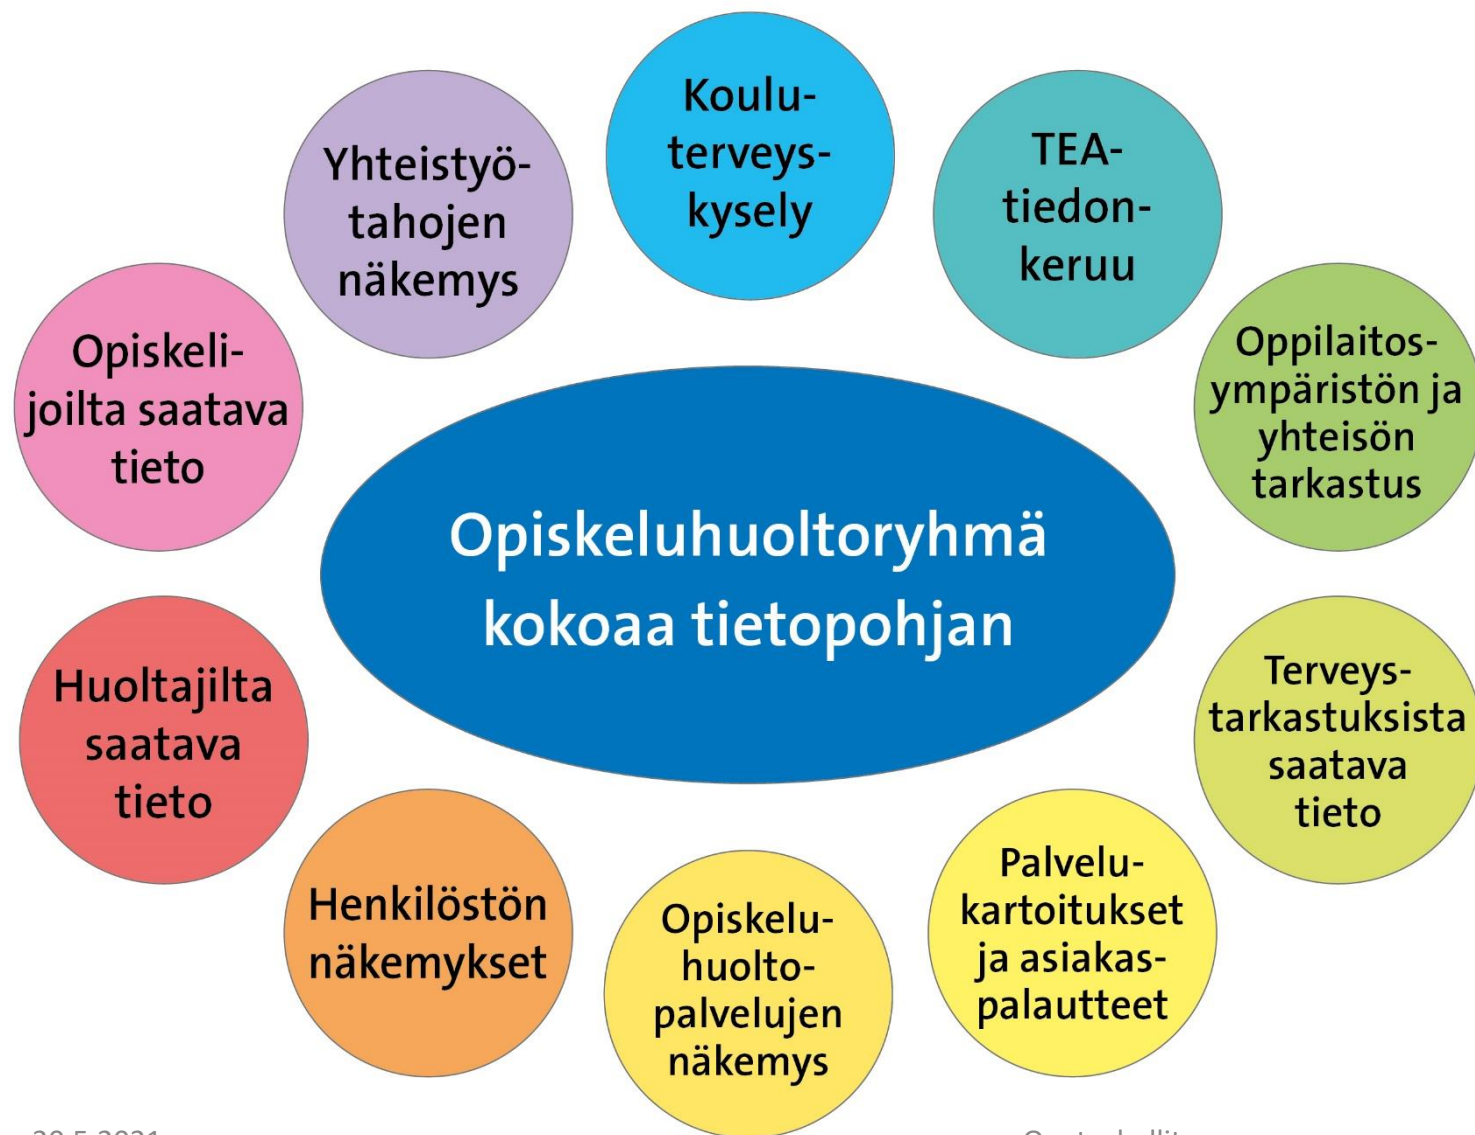 Koulu-
terveys-
kysely
TEA-
tiedon-
keruu
Oppilaitos-
ympäristön ja
yhteisön
tarkastus
Terveys-
tarkastuksista
saatava
tieto
Palvelu-
kartoitukset
ja asiakas-
palautteet
Opiskelu-
huolto-
palvelujen
näkemys
Henkilöstön
näkemykset
Huoltajilta
saatava
tieto
Opiskeli-
joilta saatava
tieto
Yhteistyö-
tahojen
näkemys
Opiskeluhuoltoryhmä
kokoaa tietopohjan